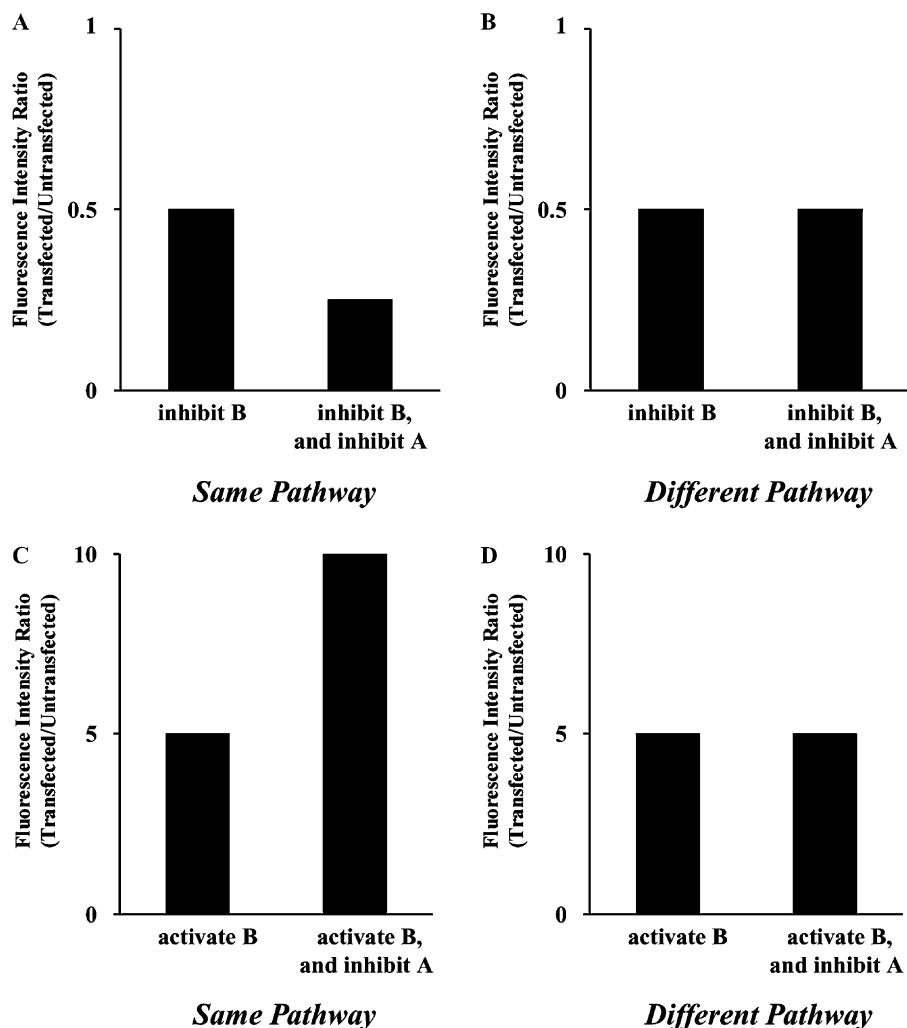 A
Fluorescence Intensity Ratio
(Transfected/Untransfected)
1
0.5
0
inhibit B
inhibit B,
and inhibit A
Same Pathway
B
Fluorescence Intensity Ratio
(Transfected/Untransfected)
1
0.5
0
inhibit B
inhibit B,
and inhibit A
Different Pathway
C
Fluorescence Intensity Ratio
(Transfected/Untransfected)
10
5
0
activate B
activate B,
and inhibit A
Same Pathway
D
Fluorescence Intensity Ratio
(Transfected/Untransfected)
10
5
0
activate B
activate B,
and inhibit A
Different Pathway